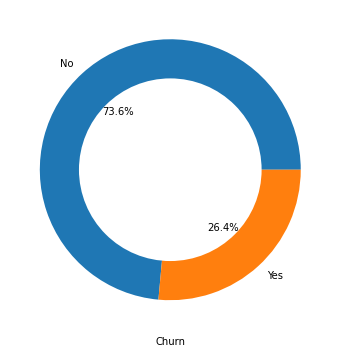 No
73.6%
26.4%
Yes
Churn